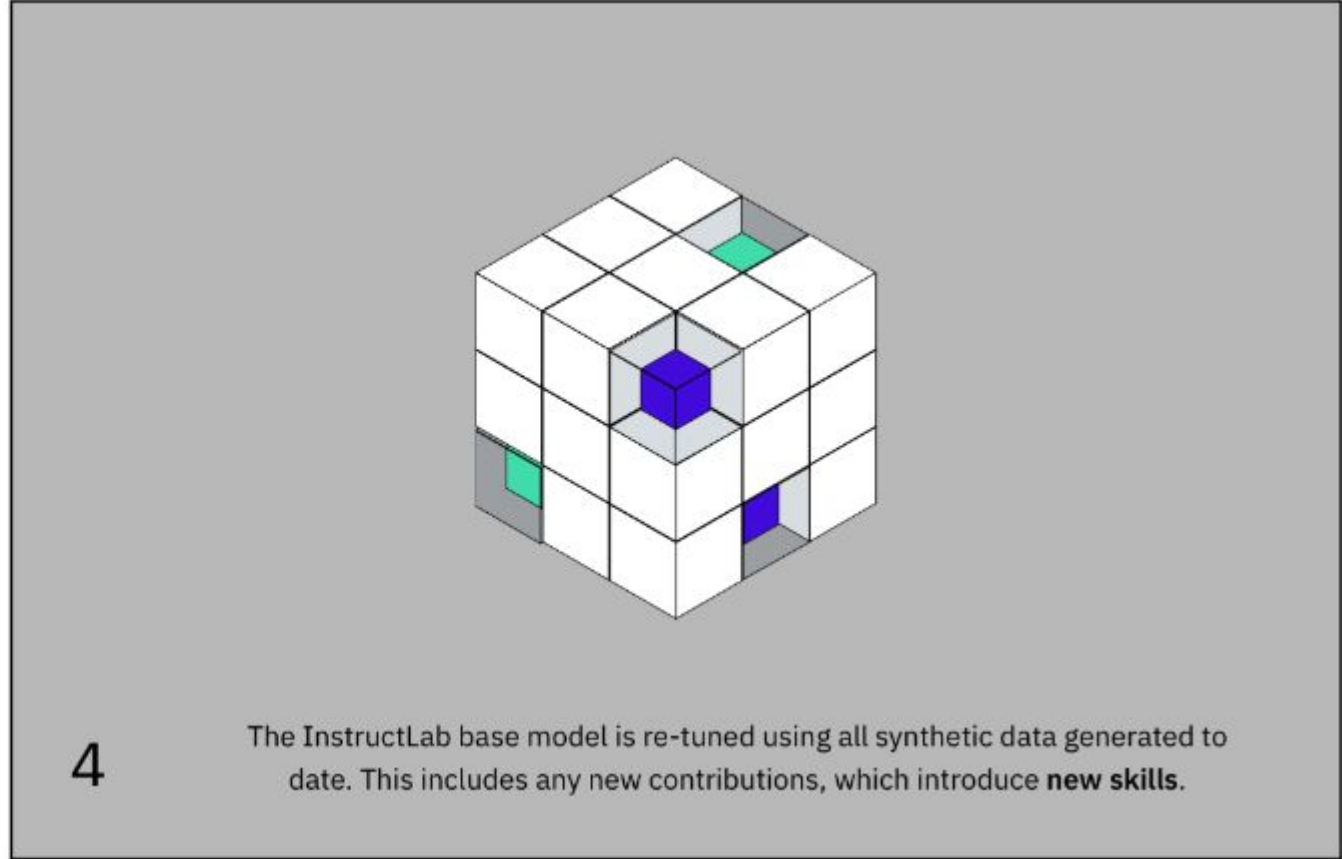 4
The InstructLab base model is re-tuned using all synthetic data generated to
date. This includes any new contributions, which introduce new skills.